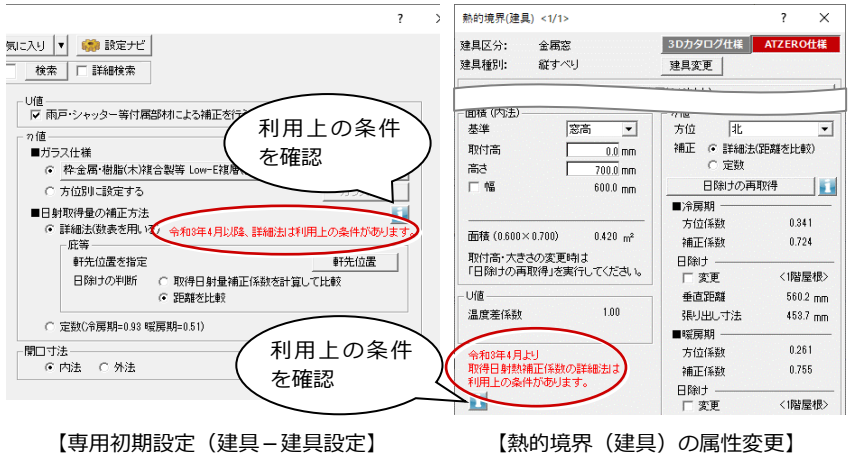 ?
気に入り ▼ 設定ナビ
検索 詳細検索
U値
雨戸・シャッター等付属部材による補正を行
η値
■ガラス仕様
枠:金属・樹脂(木)複合製等 Low-E複層
方位別に設定する
■日射取得量の補正方法
詳細法(数表を用い
令和3年4月以降、詳細法は利用上の条件があります。
庇等
軒先位置を指定 軒先位置
日除けの判断 取得日射量補正係数を計算して比較
距離を比較
定数(冷房期=0.93 暖房期=0.51)
開口寸法
内法 外法
利用上の条件
を確認
利用上の条件
を確認
【専用初期設定（建具－建具設定】
熱的境界(建具) <1/1> ? ×
建具区分: 金属窓 3Dカタログ仕様 ATZERO仕様
建具種別: 縦すべり 建具変更
面積 (内法)
基準 窓高
取付高 0.0 mm
高さ 700.0 mm
幅 600.0 mm
面積 (0.600×0.700) 0.420 m²
取付高・大きさの変更時は
「日除けの再取得」を実行してください。
U値
温度差係数 1.00
令和3年4月より
取得日射熱補正係数の詳細法は
利用上の条件があります。
η値
方位 北
補正 詳細法(距離を比較)
定数
日除けの再取得
■冷房期
方位係数 0.341
補正係数 0.724
日除け
変更 <1階屋根>
垂直距離 560.2 mm
張り出し寸法 453.7 mm
■暖房期
方位係数 0.261
補正係数 0.755
日除け
変更 <1階屋根>
【熱的境界（建具）の属性変更】